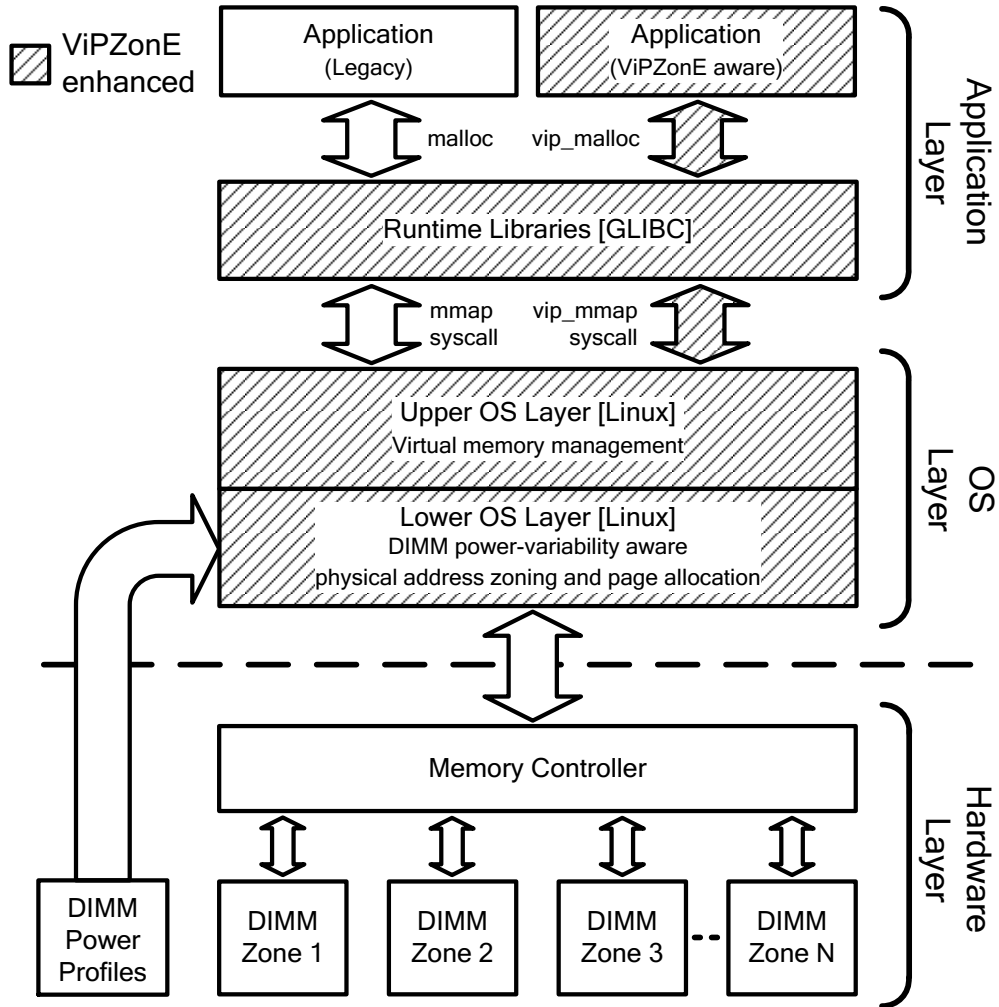 ViPZonE
enhanced
Application
(Legacy)
Application
(ViPZonE aware)
malloc
vip_malloc
Runtime Libraries [GLIBC]
Application
Layer
mmap
syscall
vip_mmap
syscall
Upper OS Layer [Linux]
Virtual memory management
Lower OS Layer [Linux]
DIMM power-variability aware
physical address zoning and page allocation
OS
Layer
Memory Controller
Hardware
Layer
DIMM
Power
Profiles
DIMM
Zone 1
DIMM
Zone 2
DIMM
Zone 3
DIMM
Zone N